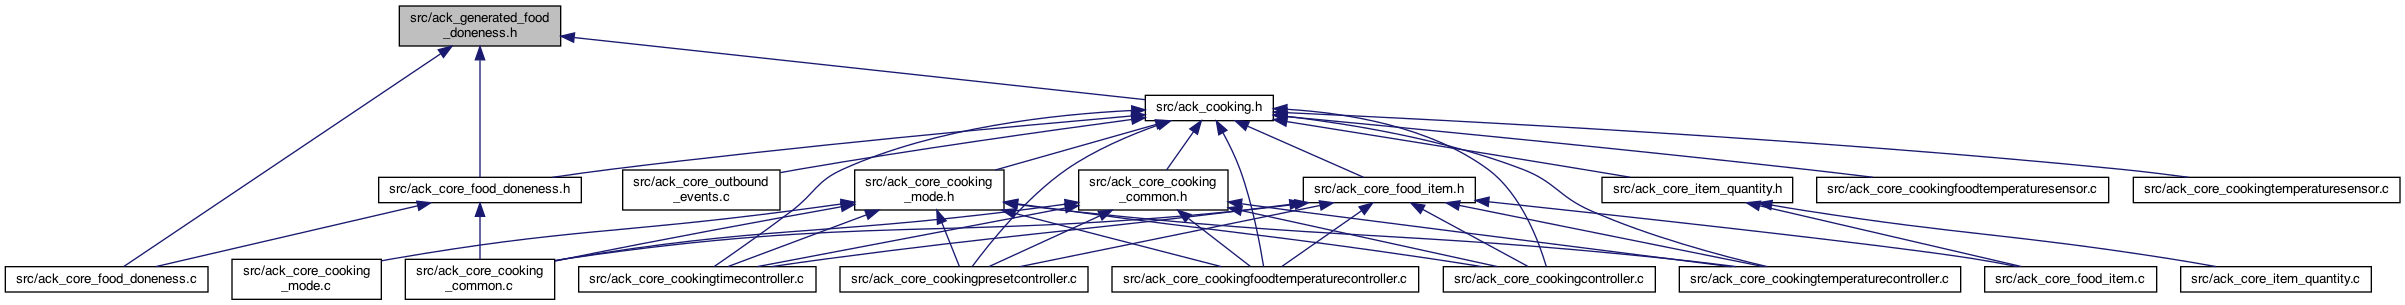 src/ack_generated_food
_doneness.h
src/ack_cooking.h
src/ack_core_food_doneness.h
src/ack_core_outbound
_events.c
src/ack_core_cooking
_mode.h
src/ack_core_cooking
_common.h
src/ack_core_food_item.h
src/ack_core_item_quantity.h
src/ack_core_cookingfoodtemperaturesensor.c
src/ack_core_cookingtemperaturesensor.c
src/ack_core_food_doneness.c
src/ack_core_cooking
_mode.c
src/ack_core_cooking
_common.c
src/ack_core_cookingtimecontroller.c
src/ack_core_cookingpresetcontroller.c
src/ack_core_cookingfoodtemperaturecontroller.c
src/ack_core_cookingcontroller.c
src/ack_core_cookingtemperaturecontroller.c
src/ack_core_food_item.c
src/ack_core_item_quantity.c